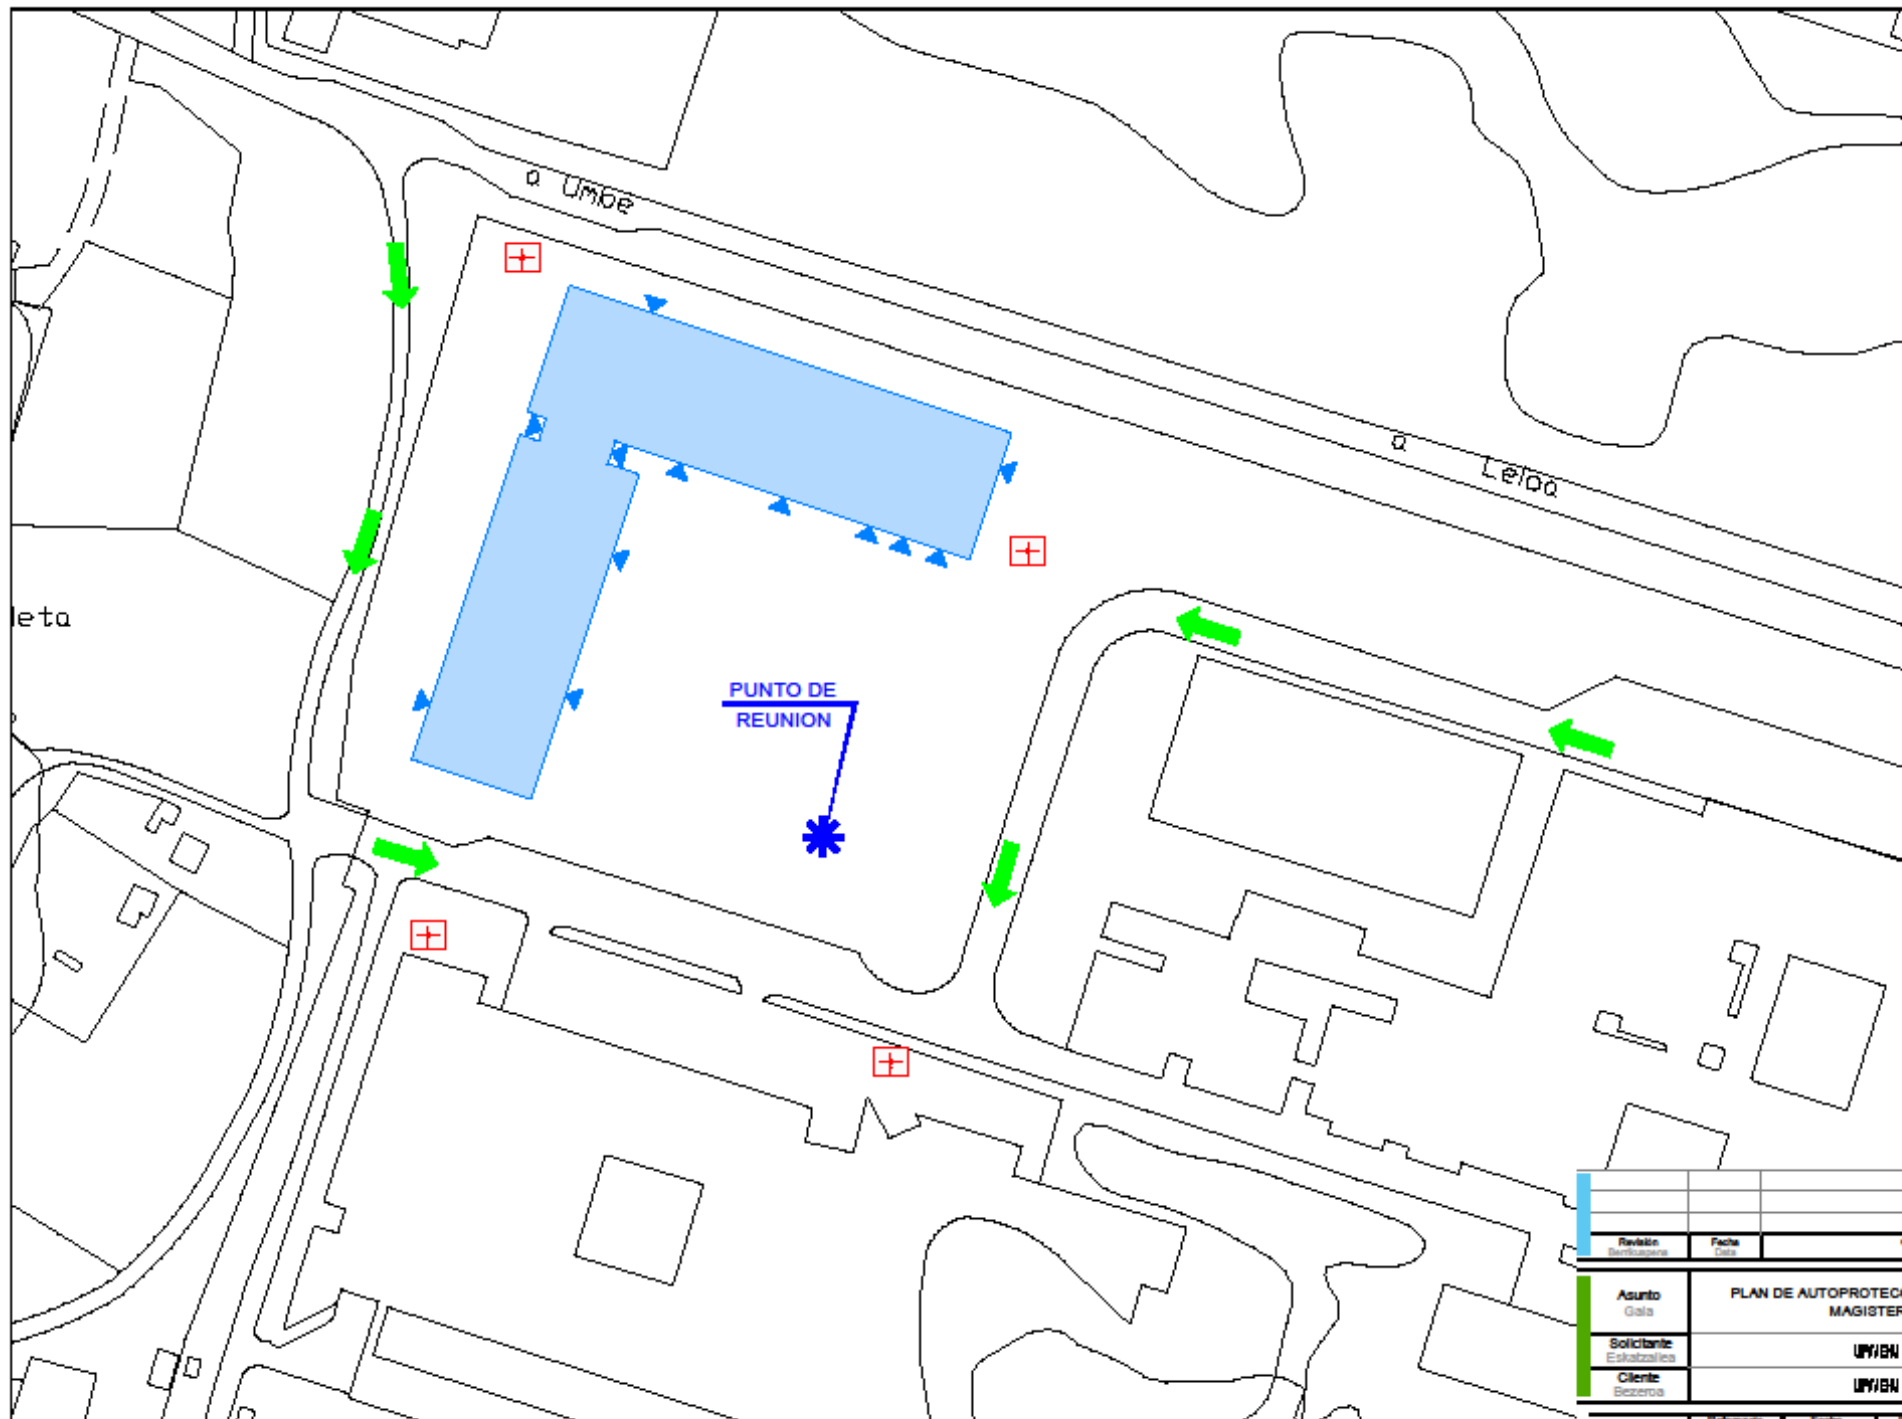 a Umbe
a Leioa
leta
PUNTO DE
REUNION
Revisión
Berrikuspena
Fecha
Data
Asunto
Gaia
PLAN DE AUTOPROTECC
MAGISTER
Solicitante
Eskatzailea
UPV/EHU
Cliente
Bezeroa
UPV/EHU